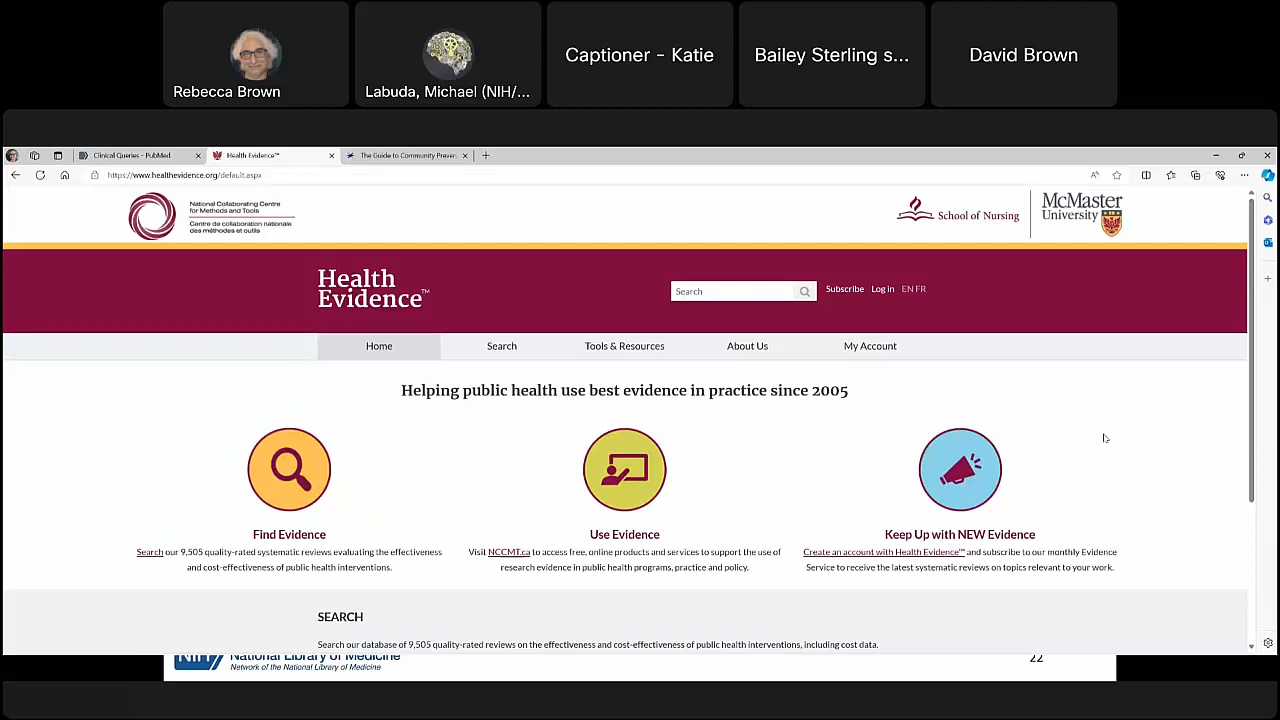 Rebecca Brown
Labuda, Michael (NIH/...
Captioner - Katie
Bailey Sterling s...
David Brown
Clinical Queries - PubMed
Health Evidence™
The Guide to Community Preven
https://www.healthevidence.org/default.aspx
National Collaborating Centre
for Methods and Tools
Centre de collaboration nationale
des méthodes et outils
School of Nursing
McMaster
University
Health
Evidence™
Search
Subscribe Log in EN FR
Home Search Tools & Resources About Us My Account
Helping public health use best evidence in practice since 2005
Find Evidence
Search our 9,505 quality-rated systematic reviews evaluating the effectiveness
and cost-effectiveness of public health interventions.
Use Evidence
Visit NCCMT.ca to access free, online products and services to support the use of
research evidence in public health programs, practice and policy.
Keep Up with NEW Evidence
Create an account with Health Evidence™ and subscribe to our monthly Evidence
Service to receive the latest systematic reviews on topics relevant to your work.
SEARCH
Search our database of 9,505 quality-rated reviews on the effectiveness and cost-effectiveness of public health interventions, including cost data.
NIH National Library of Medicine
Network of the National Library of Medicine
22